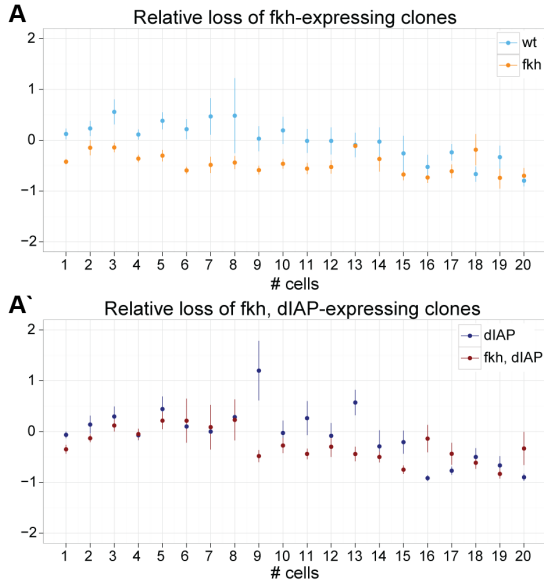 A
Relative loss of fkh-expressing clones
wt
fkh
2
1
0
−1
−2
1 2 3 4 5 6 7 8 9 10 11 12 13 14 15 16 17 18 19 20
# cells
A`
Relative loss of fkh, dIAP-expressing clones
dIAP
fkh, dIAP
2
1
0
−1
−2
1 2 3 4 5 6 7 8 9 10 11 12 13 14 15 16 17 18 19 20
# cells